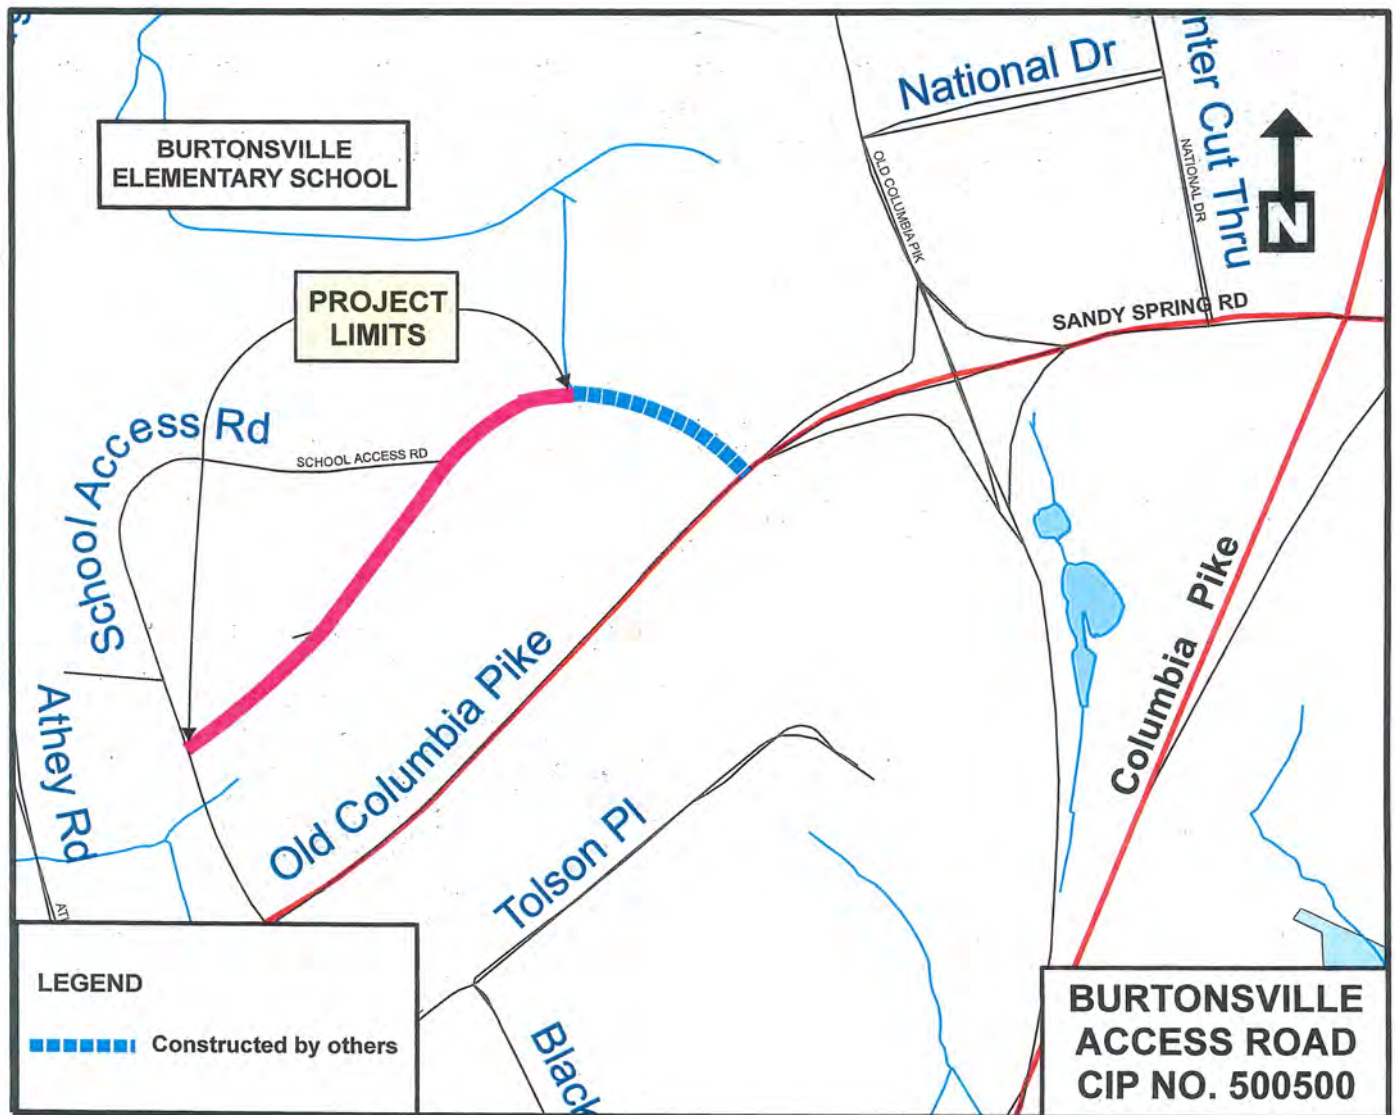 National Dr
nter Cut Thru
BURTONSVILLE
ELEMENTARY SCHOOL
OLD COLUMBIA PIK
NATIONAL DR
N
PROJECT
LIMITS
SANDY SPRING RD
School Access Rd
SCHOOL ACCESS RD
Columbia Pike
Old Columbia Pike
Athey Rd
Tolson Pl
Black
LEGEND
Constructed by others
BURTONSVILLE
ACCESS ROAD
CIP NO. 500500